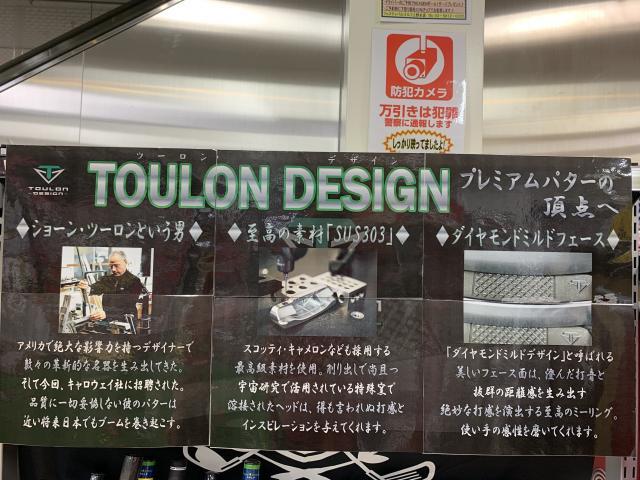 防犯カメラ
万引きは犯罪
警察に通報します
しっかり映ってましたよ!
TOULON
DESIGN
ツーロン デザイン
TOULON DESIGN
プレミアムパターの
頂点へ
◆ショーン・ツーロンという男◆
アメリカで絶大な影響力を持つデザイナーで
数々の革新的な名器を生み出してきた。
そして今回、キャロウェイ社に招聘された。
品質に一切妥協しない彼のパターは
近い将来日本でもブームを巻き起こす。
◆至高の素材「SUS303」◆
スコッティ・キャメロンなども採用する
最高級素材を使用。削り出しで尚且つ
宇宙研究で活用されている特殊窯で
溶接されたヘッドは、得も言われぬ打感と
インスピレーションを与えてくれます。
◆ダイヤモンドミルドフェース◆
「ダイヤモンドミルドデザイン」と呼ばれる
美しいフェース面は、澄んだ打音と
抜群の距離感を生み出す
絶妙な打感を演出する至高のミーリング。
使い手の感性を磨いてくれます。